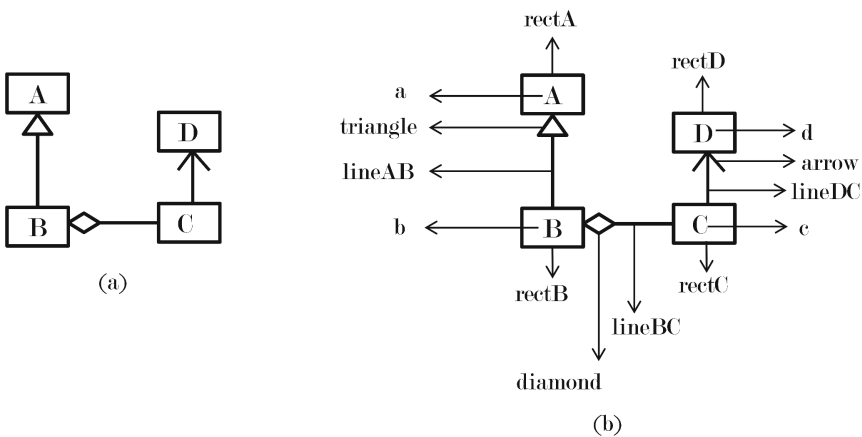 A
D
B
C
(a)
rectA
a
A
triangle
lineAB
b
B
rectB
rectD
D
d
arrow
lineDC
C
c
rectC
lineBC
diamond
(b)